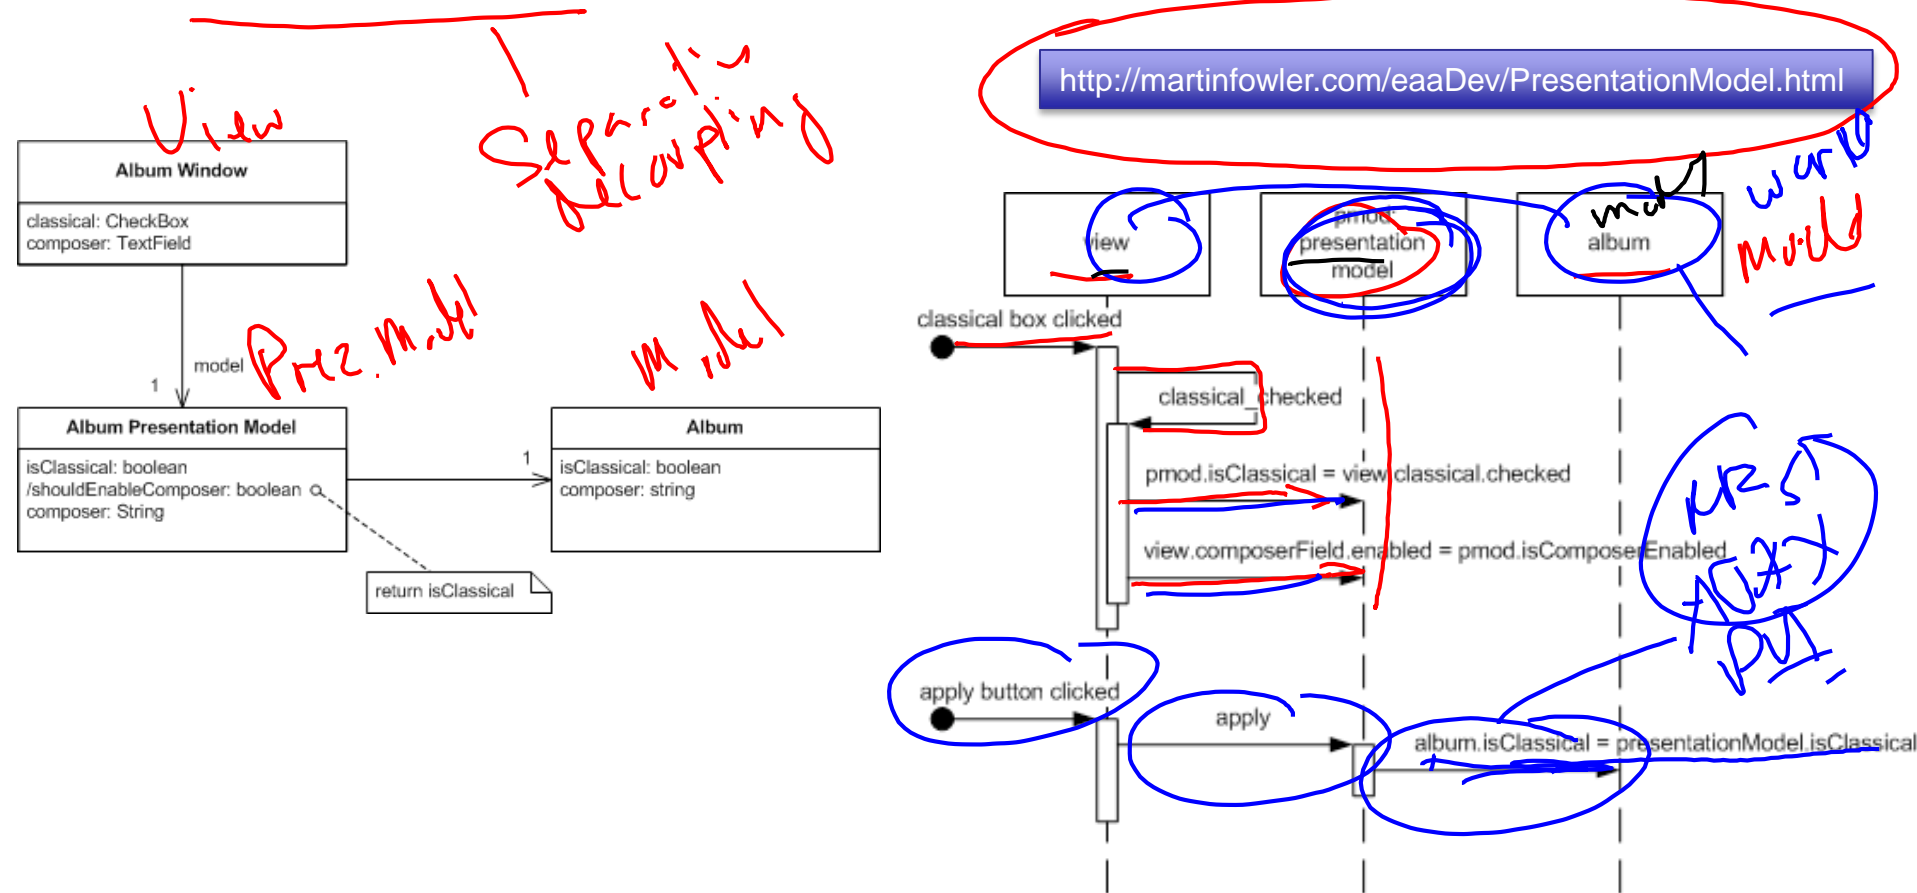 http://martinfowler.com/eaaDev/PresentationModel.html
View
Separation
decoupling
Album Window
classical: CheckBox
composer: TextField
model
1
Prez. Model
Model
Album Presentation Model
isClassical: boolean
/shouldEnableComposer: boolean
composer: String
1
Album
isClassical: boolean
composer: string
return isClassical
view
pmod:
presentation
model
model
album
world
model
classical box clicked
classical_checked
pmod.isClassical = view.classical.checked
view.composerField.enabled = pmod.isComposerEnabled
apply button clicked
apply
album.isClassical = presentationModel.isClassical